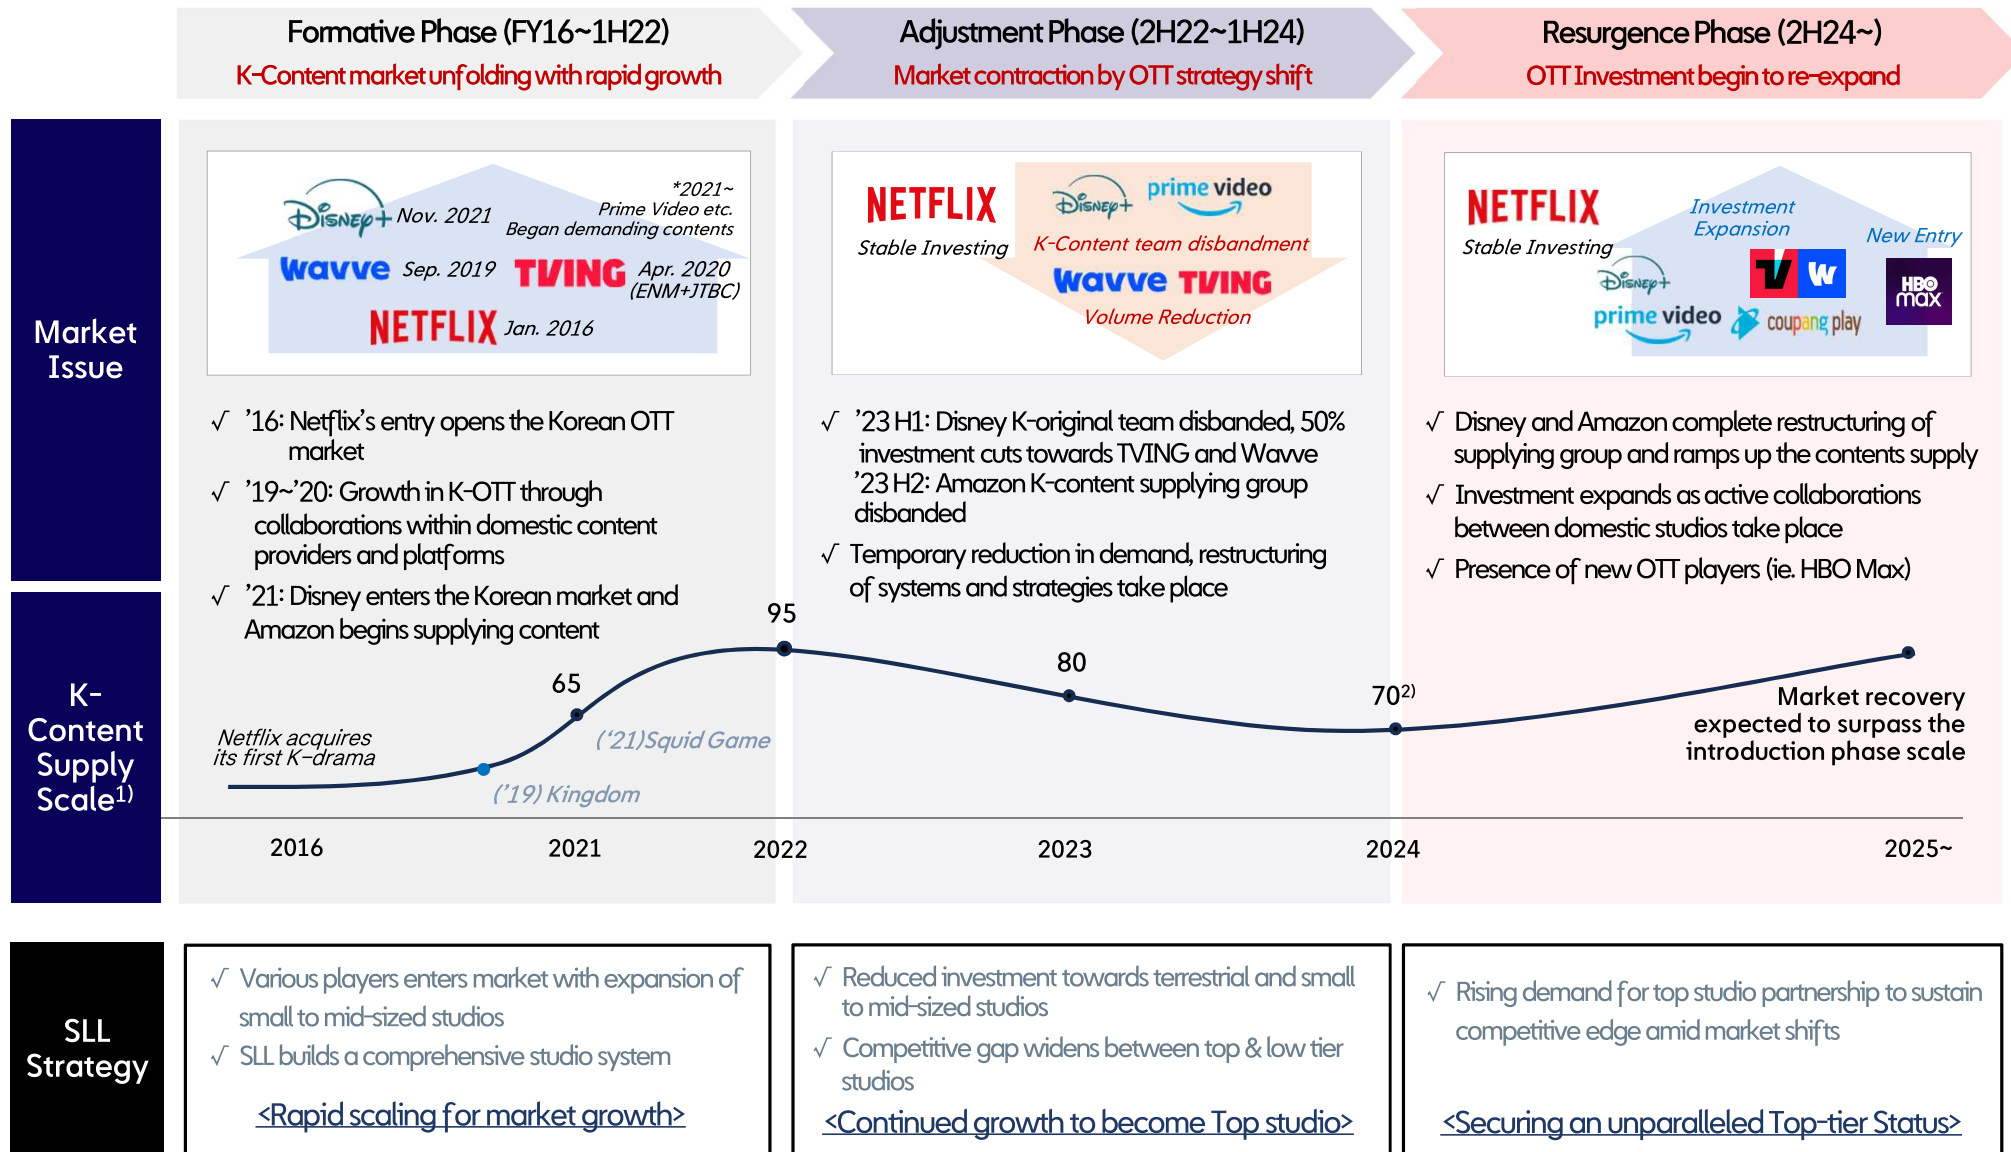 Formative Phase (FY16~1H22)
K-Content market unfolding with rapid growth
Adjustment Phase (2H22~1H24)
Market contraction by OTT strategy shift
Resurgence Phase (2H24~)
OTT Investment begin to re-expand
Market
Issue
Disney+ Nov. 2021
*2021~
Prime Video etc.
Began demanding contents
wavve Sep. 2019
TVING Apr. 2020
(ENM+JTBC)
NETFLIX Jan. 2016
√ ’16: Netflix’s entry opens the Korean OTT
market
√ ’19~’20: Growth in K-OTT through
collaborations within domestic content
providers and platforms
√ ’21: Disney enters the Korean market and
Amazon begins supplying content
NETFLIX
Stable Investing
Disney+ prime video
K-Content team disbandment
wavve TVING
Volume Reduction
√ ’23 H1: Disney K-original team disbanded, 50%
investment cuts towards TVING and Wavve
’23 H2: Amazon K-content supplying group
disbanded
√ Temporary reduction in demand, restructuring
of systems and strategies take place
NETFLIX
Stable Investing
Investment
Expansion
New Entry
Disney+
TV W
HBO
max
prime video
coupang play
√ Disney and Amazon complete restructuring of
supplying group and ramps up the contents supply
√ Investment expands as active collaborations
between domestic studios take place
√ Presence of new OTT players (ie. HBO Max)
K-
Content
Supply
Scale1)
Netflix acquires
its first K-drama
(’19) Kingdom
65
(‘21)Squid Game
95
80
702)
Market recovery
expected to surpass the
introduction phase scale
2016
2021
2022
2023
2024
2025~
SLL
Strategy
√ Various players enters market with expansion of
small to mid-sized studios
√ SLL builds a comprehensive studio system
<Rapid scaling for market growth>
√ Reduced investment towards terrestrial and small
to mid-sized studios
√ Competitive gap widens between top & low tier
studios
<Continued growth to become Top studio>
√ Rising demand for top studio partnership to sustain
competitive edge amid market shifts
<Securing an unparalleled Top-tier Status>